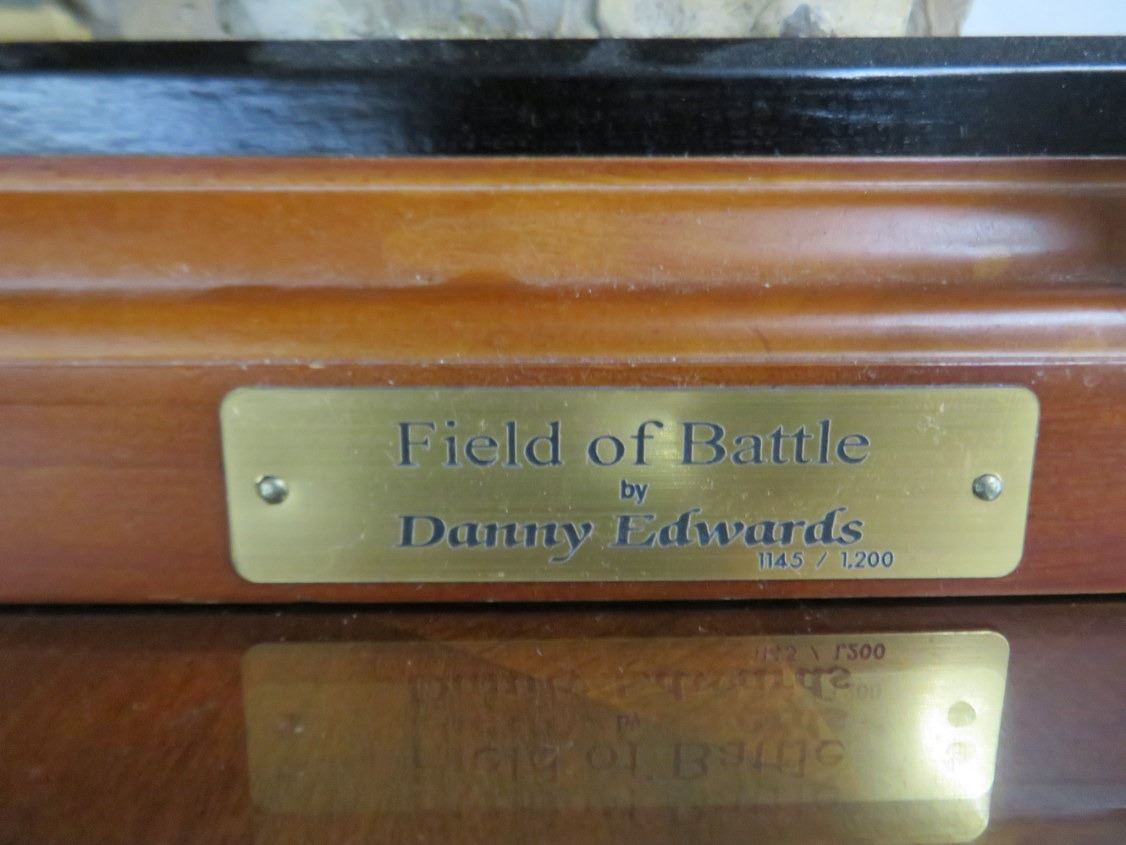 Field of Battle
by
Danny Edwards
1145 / 1,200